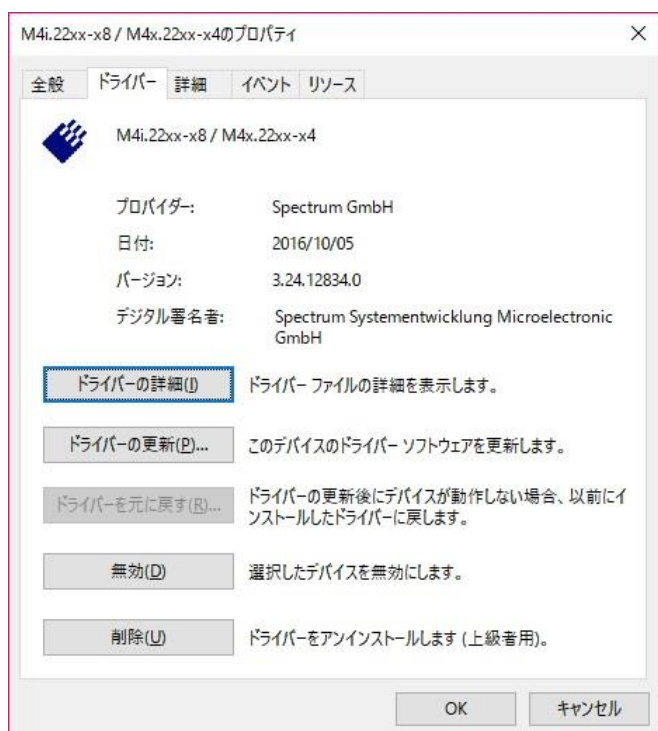 M4i.22xx-x8 / M4x.22xx-x4のプロパティ
全般 ドライバー 詳細 イベント リソース
M4i.22xx-x8 / M4x.22xx-x4
プロバイダー: Spectrum GmbH
日付: 2016/10/05
バージョン: 3.24.12834.0
デジタル署名者: Spectrum Systementwicklung Microelectronic
GmbH
ドライバーの詳細(I) ドライバー ファイルの詳細を表示します。
ドライバーの更新(P)... このデバイスのドライバー ソフトウェアを更新します。
ドライバーを元に戻す(R)... ドライバーの更新後にデバイスが動作しない場合、以前にイ
ンストールしたドライバーに戻します。
無効(D) 選択したデバイスを無効にします。
削除(U) ドライバーをアンインストールします (上級者用)。
OK キャンセル